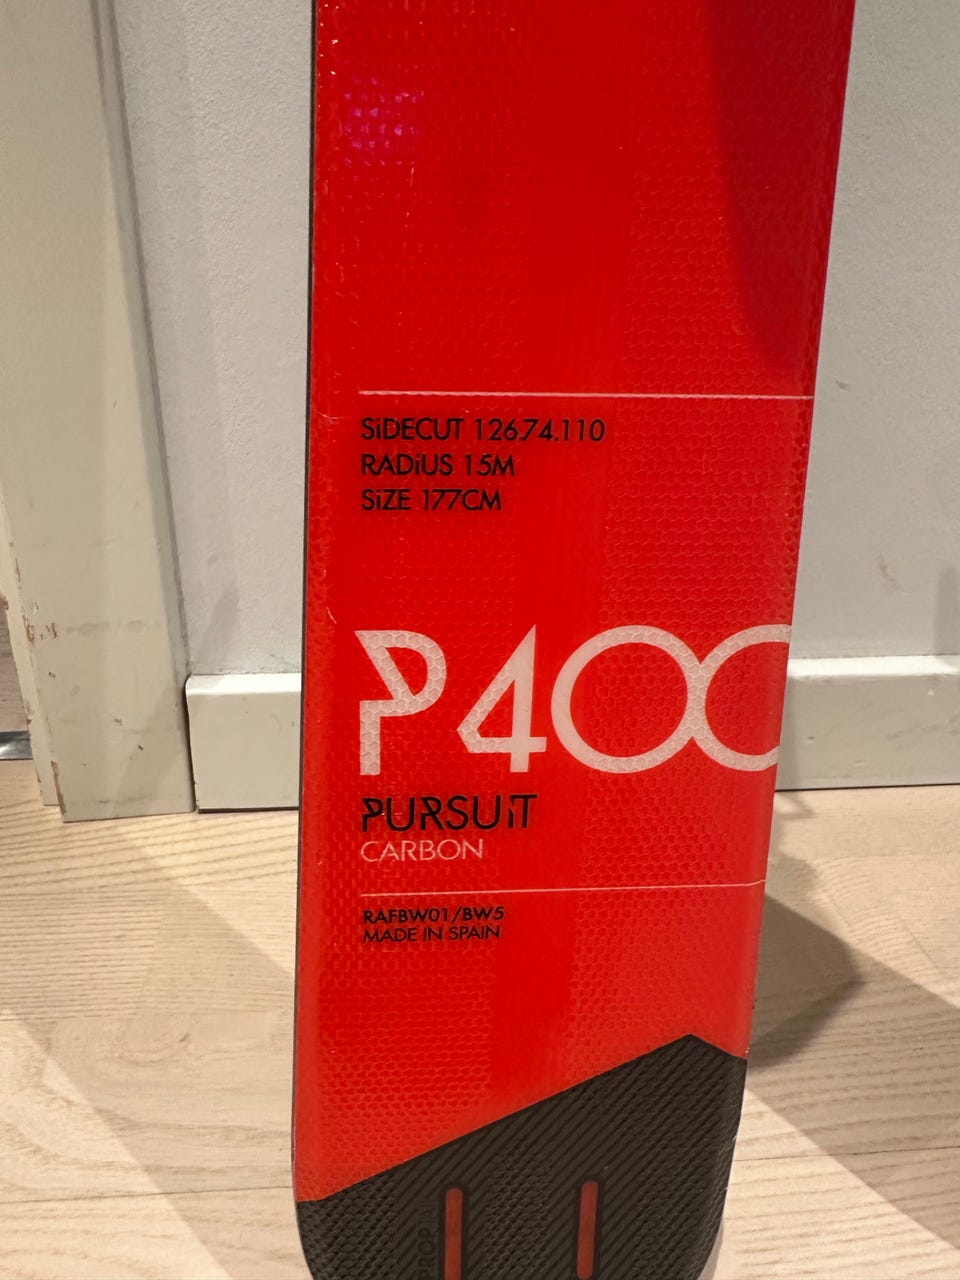 SiDECUT 126.74.110
RADiUS 15M
SiZE 177CM
P400
PURSUiT
CARBON
RAFBW01/BW5
MADE IN SPAIN